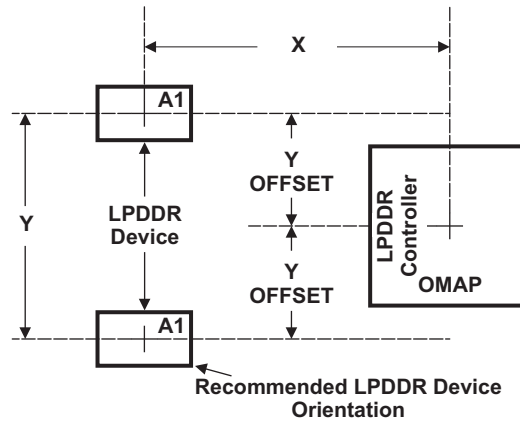 X
A1
Y
OFFSET
Y
LPDDR
Device
LPDDR
Controller
OMAP
Y
OFFSET
A1
Recommended LPDDR Device
Orientation